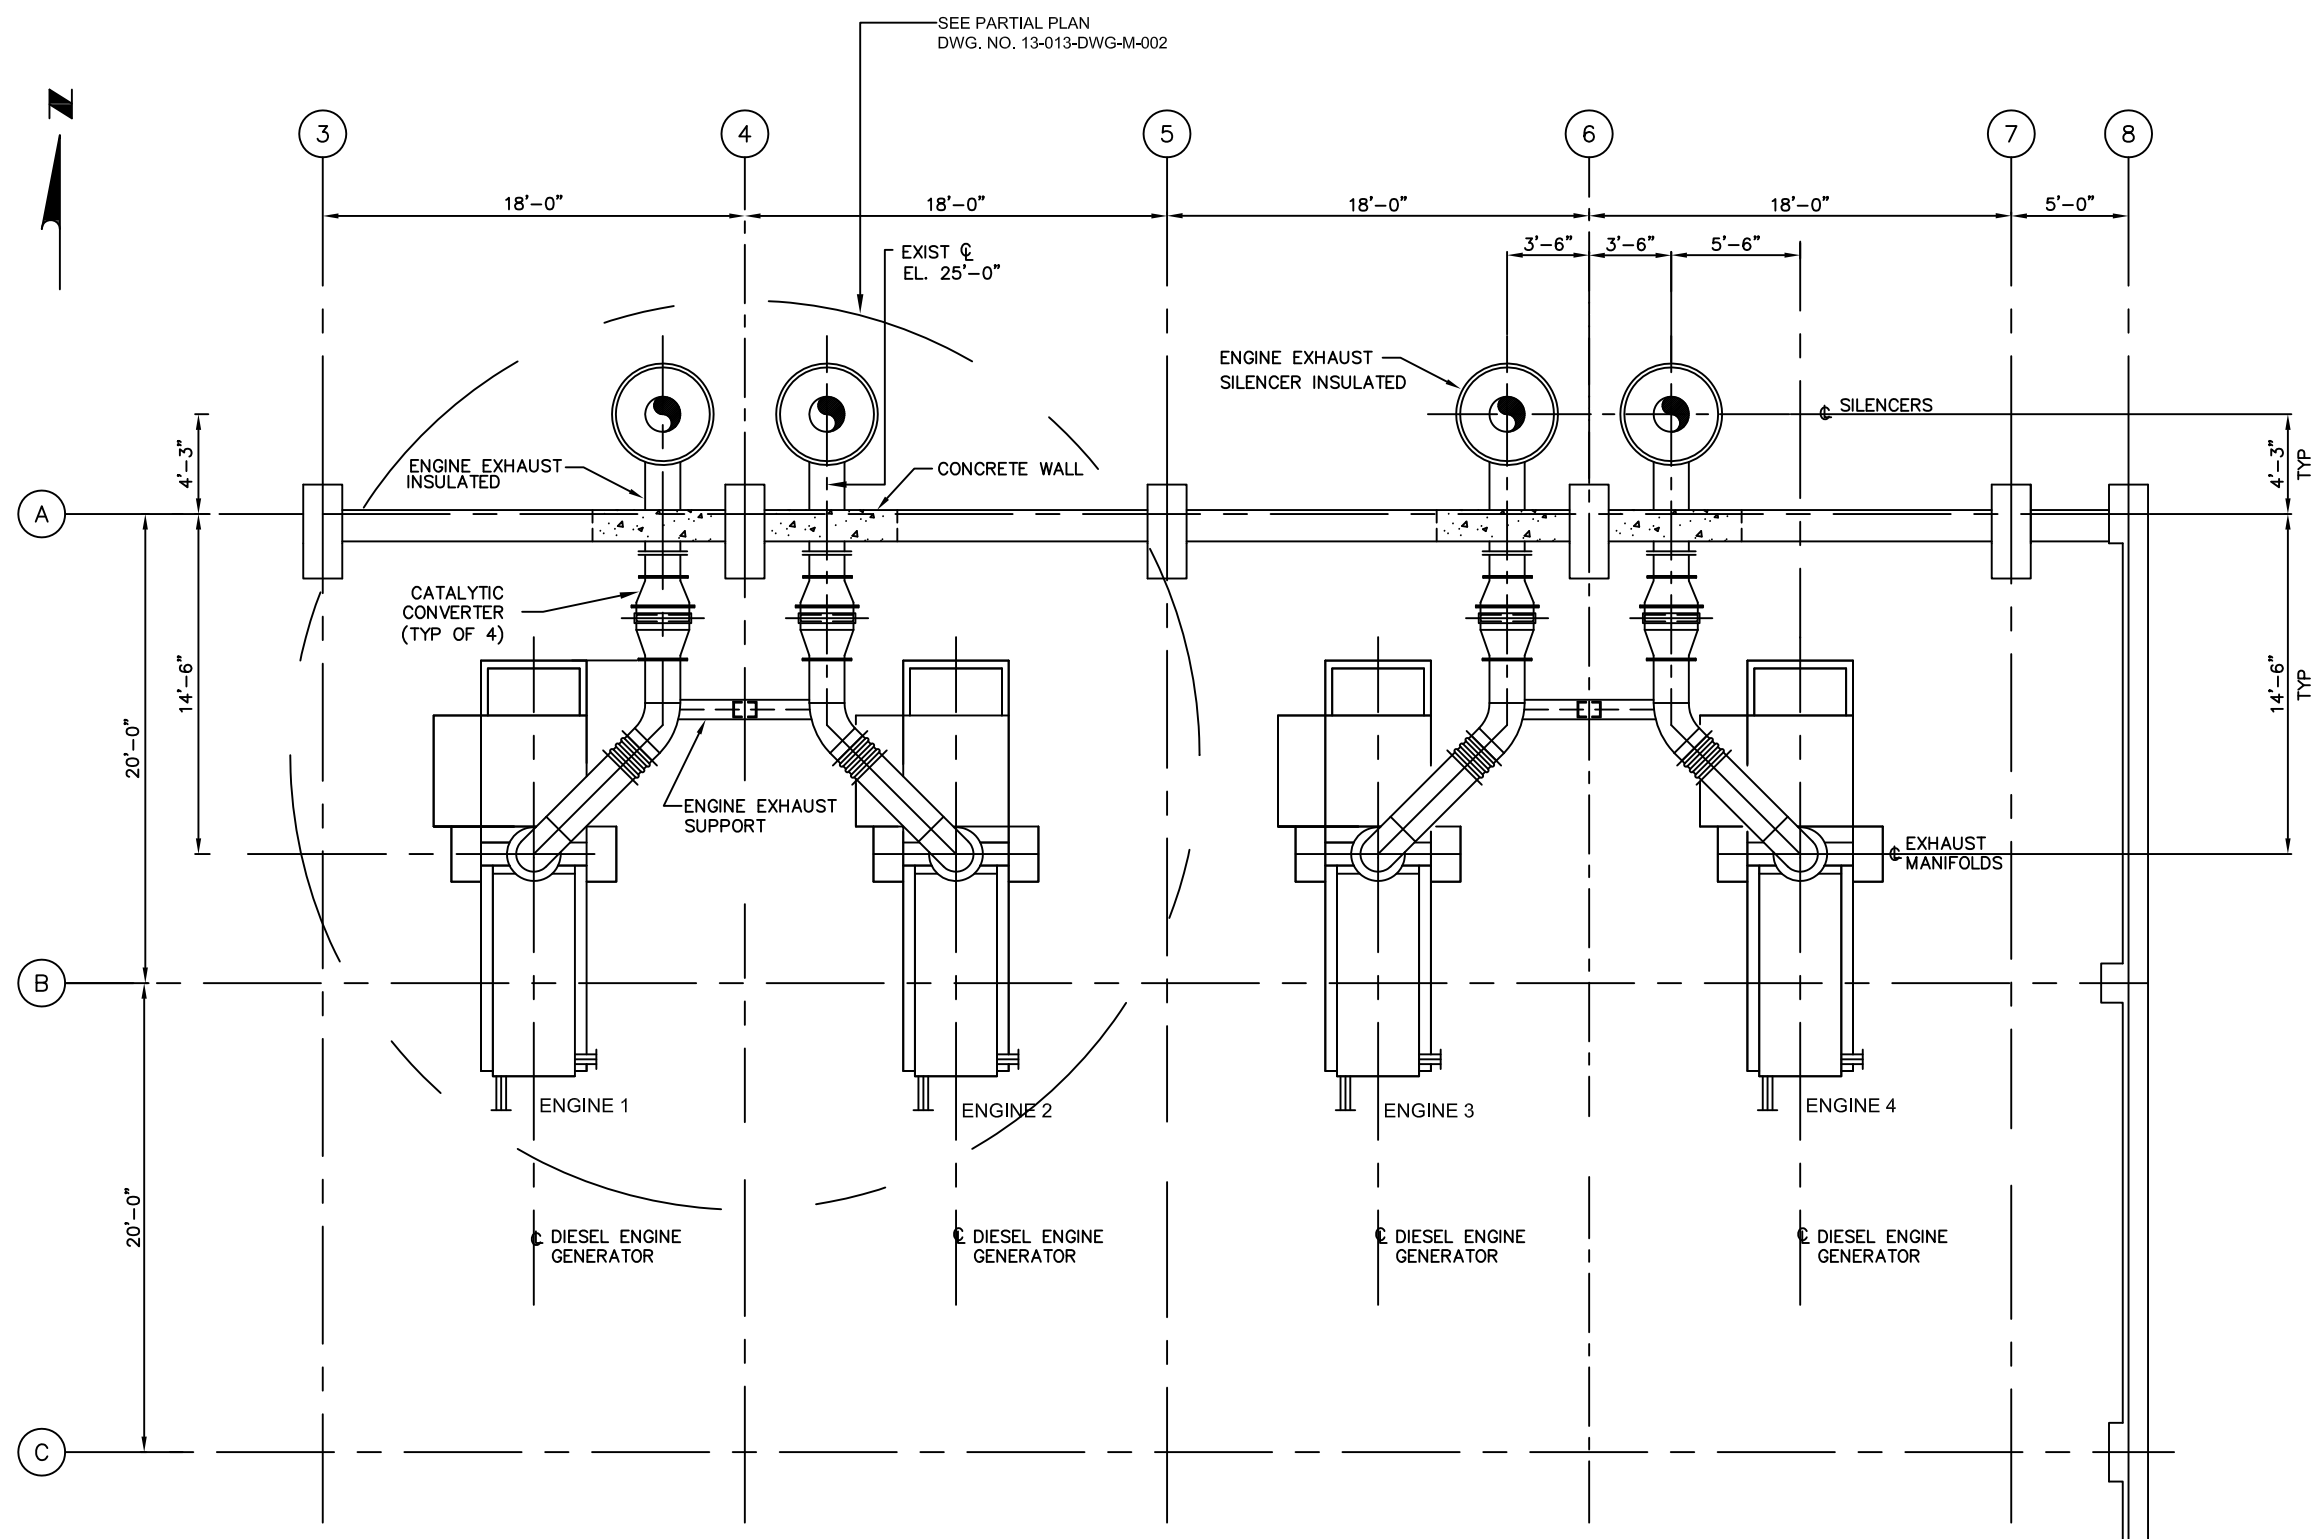 SEE PARTIAL PLAN
DWG. NO. 13-013-DWG-M-002
N
3
4
5
6
7
8
18'-0"
18'-0"
18'-0"
18'-0"
5'-0"
3'-6"
3'-6"
5'-6"
EXIST ℄
EL. 25'-0"
ENGINE EXHAUST
SILENCER INSULATED
℄ SILENCERS
4'-3"
ENGINE EXHAUST
INSULATED
CONCRETE WALL
4'-3"
TYP
A
CATALYTIC
CONVERTER
(TYP OF 4)
14'-6"
20'-0"
14'-6"
TYP
ENGINE EXHAUST
SUPPORT
℄ EXHAUST
MANIFOLDS
B
ENGINE 1
ENGINE 2
ENGINE 3
ENGINE 4
20'-0"
℄ DIESEL ENGINE
GENERATOR
℄ DIESEL ENGINE
GENERATOR
℄ DIESEL ENGINE
GENERATOR
℄ DIESEL ENGINE
GENERATOR
C